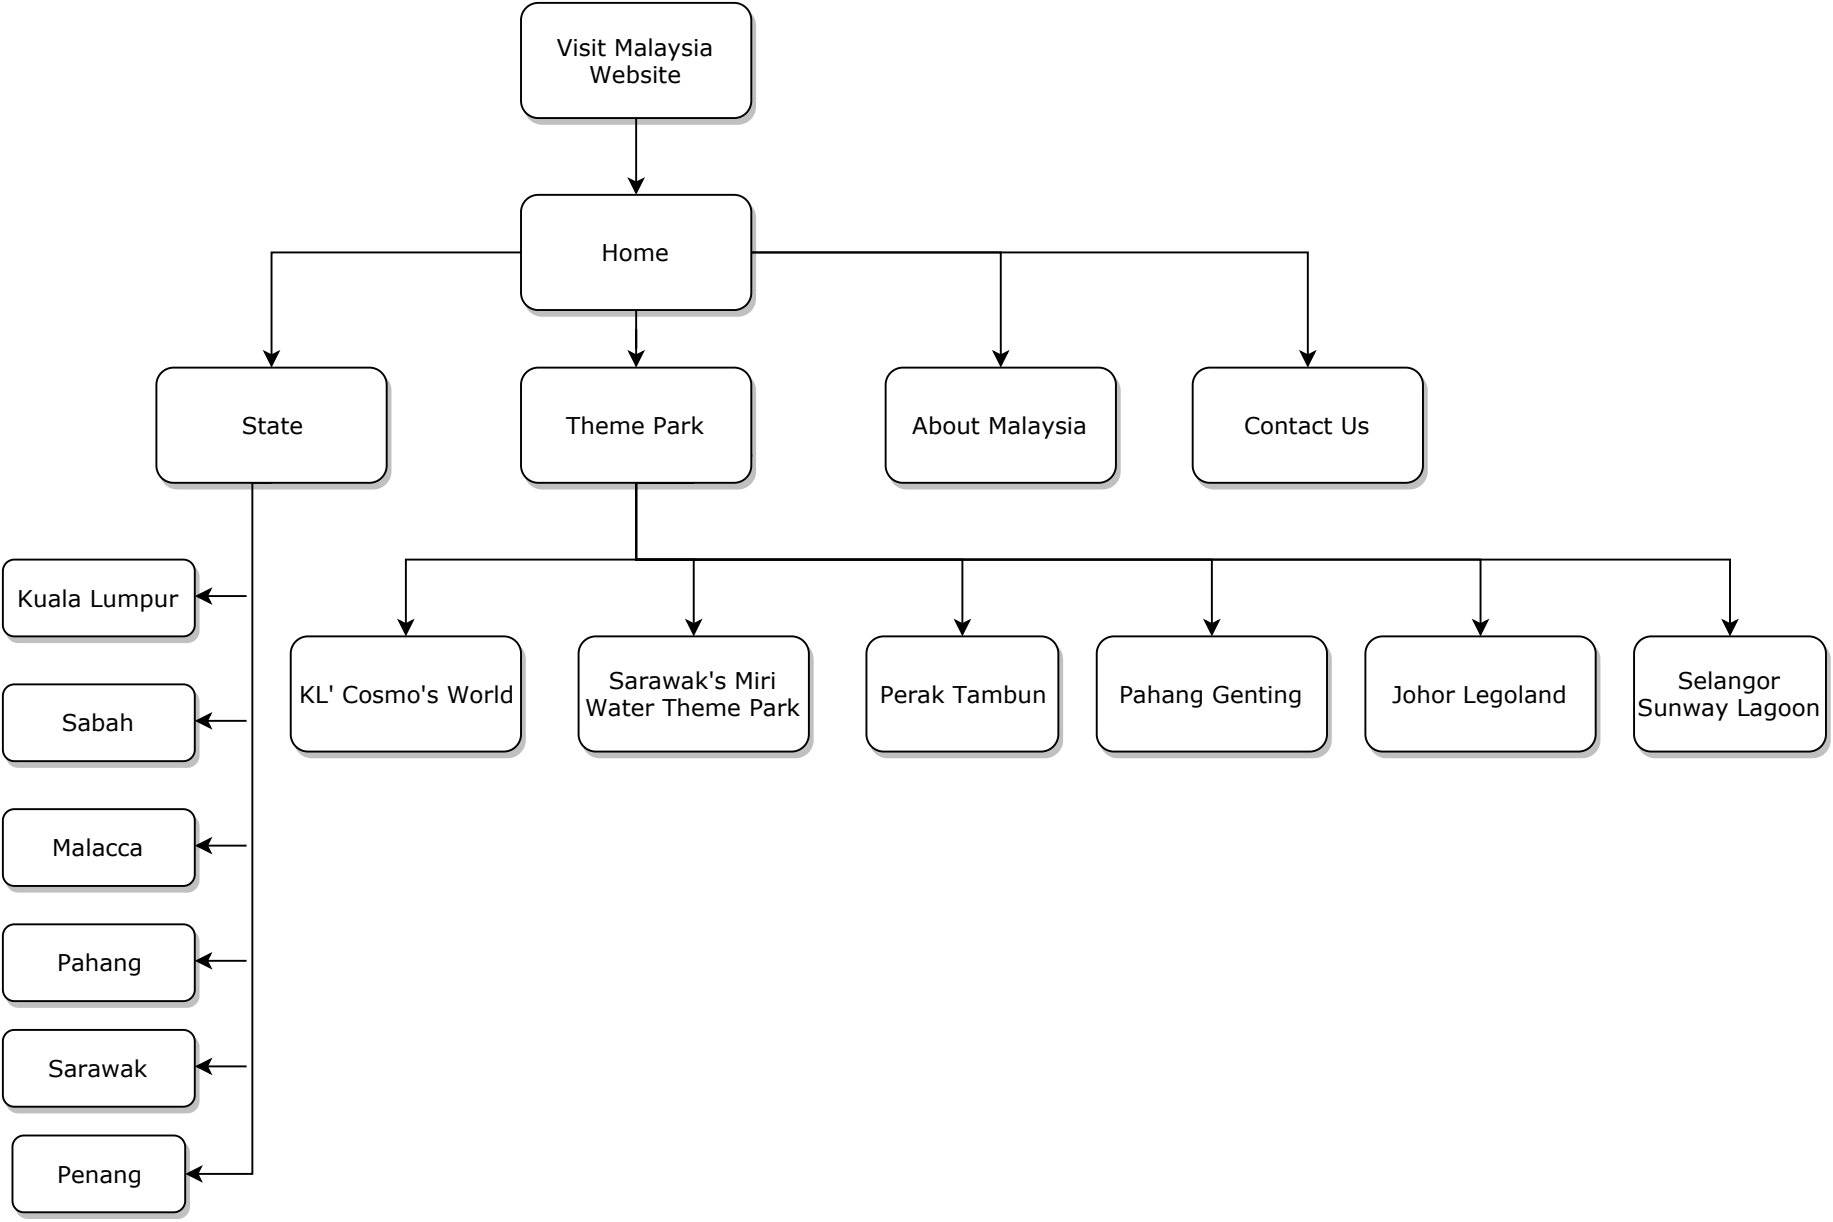 Visit Malaysia
Website
Home
State
Theme Park
About Malaysia
Contact Us
Kuala Lumpur
Sabah
Malacca
Pahang
Sarawak
Penang
KL' Cosmo's World
Sarawak's Miri
Water Theme Park
Perak Tambun
Pahang Genting
Johor Legoland
Selangor
Sunway Lagoon